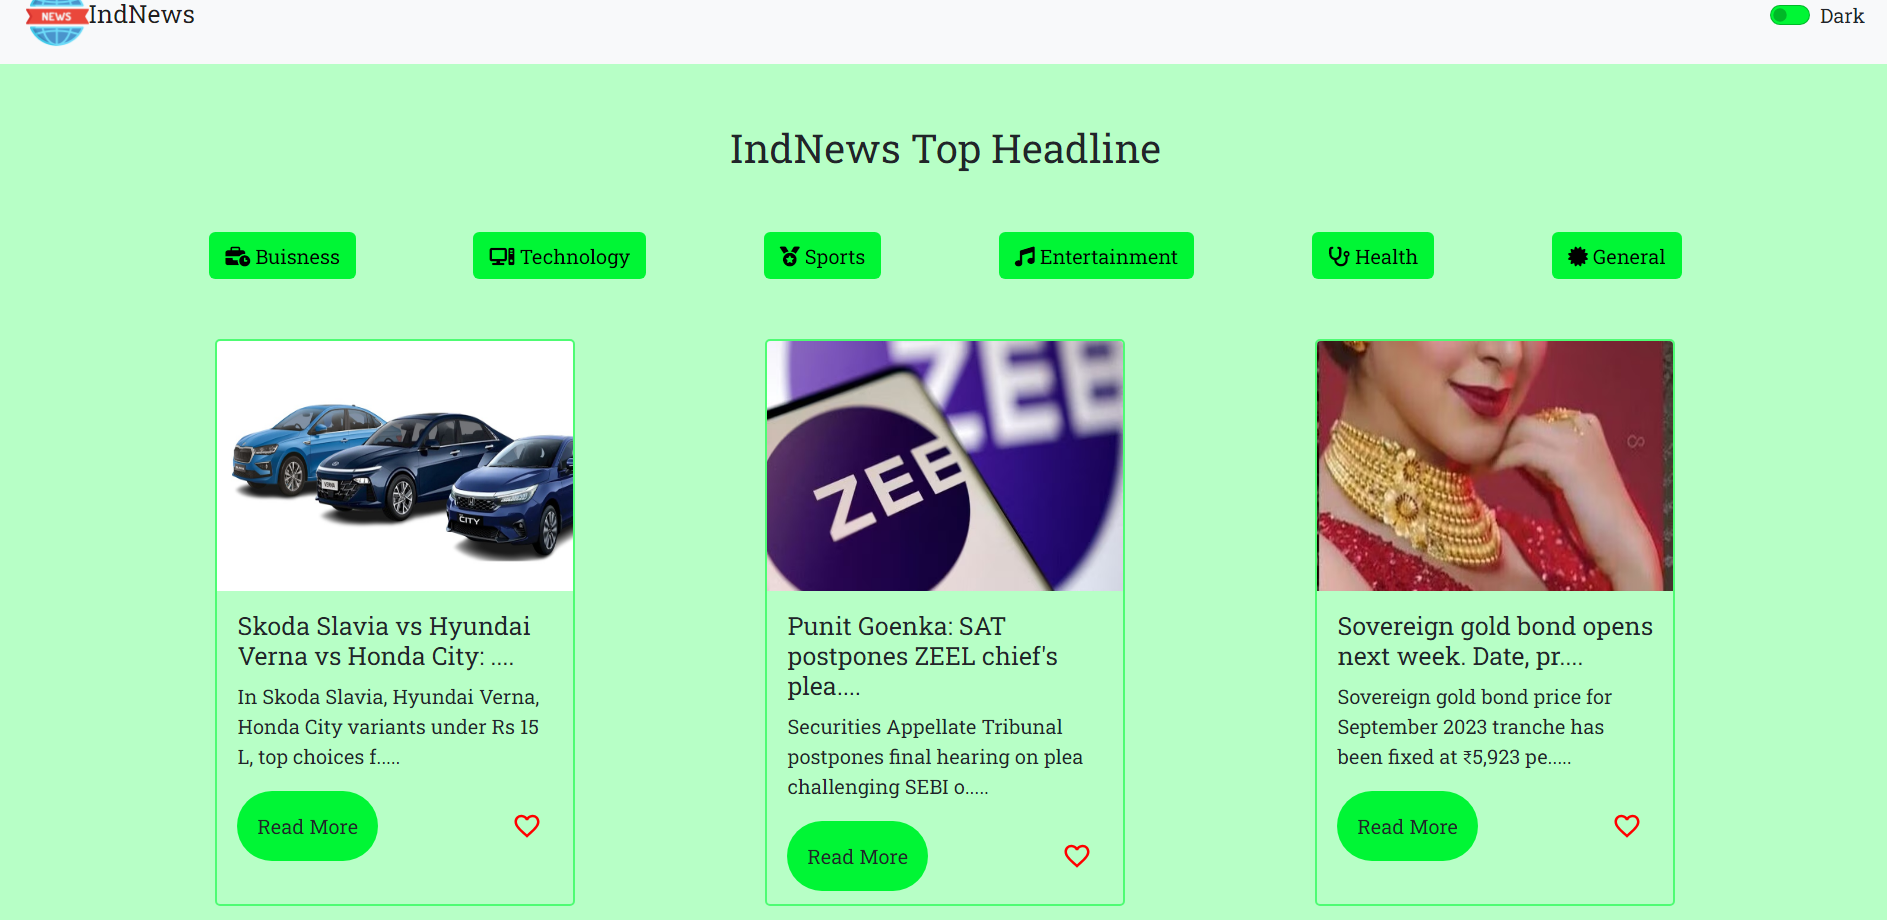 NEWS
IndNews
Dark
IndNews Top Headline
Buisness
Technology
Sports
Entertainment
Health
General
VERNA
CITY
ZEE
ZEE
Skoda Slavia vs Hyundai
Verna vs Honda City: ....
In Skoda Slavia, Hyundai Verna,
Honda City variants under Rs 15
L, top choices f.....
Read More
Punit Goenka: SAT
postpones ZEEL chief's
plea....
Securities Appellate Tribunal
postpones final hearing on plea
challenging SEBI o.....
Read More
Sovereign gold bond opens
next week. Date, pr....
Sovereign gold bond price for
September 2023 tranche has
been fixed at ₹5,923 pe.....
Read More